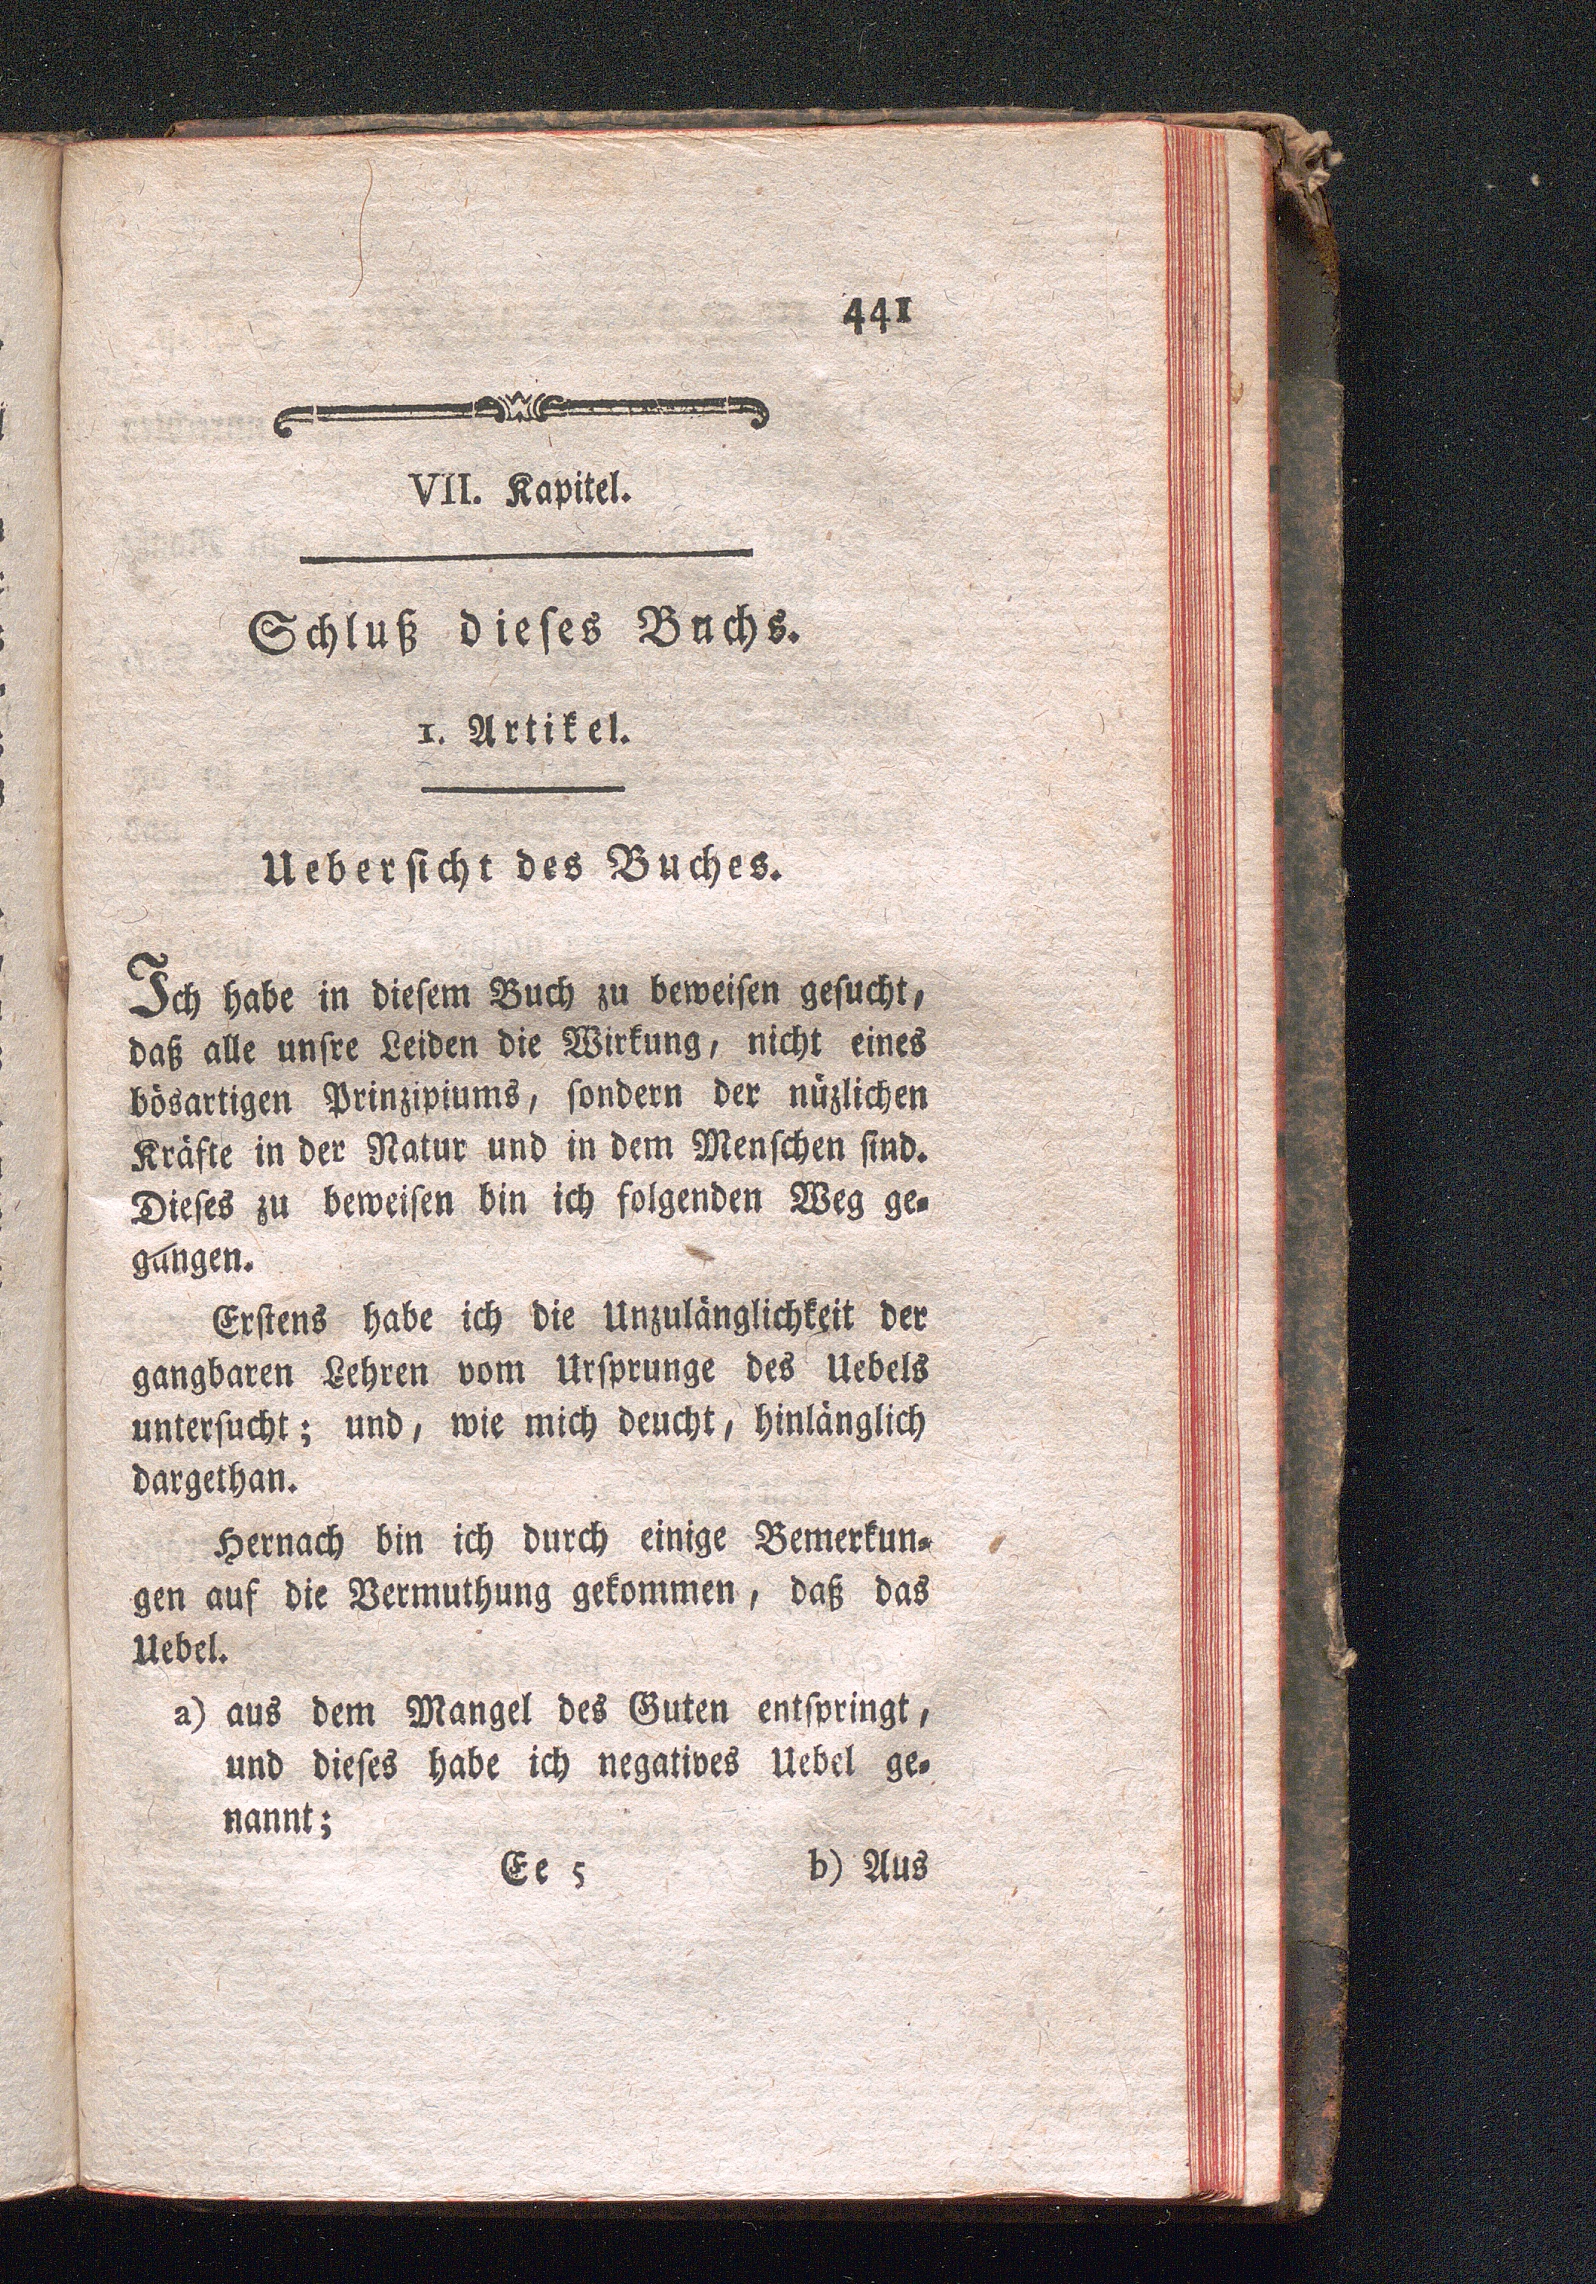 441
VII. Kapitel.
Schluß dieſes Bnchs.
1. Artikel.
Ueberſicht des Buches.
Ich habe in dieſem Buch zu beweiſen geſucht,
daß alle unſre Leiden die Wirkung, nicht eines
bösartigen Prinzipiums, ſondern der nüzlichen
Kräfte in der Natur und in dem Menſchen ſind.
Dieſes zu beweiſen bin ich folgenden Weg ge-
gangen.
Erſtens habe ich die Unzulänglichkeit der
gangbaren Lehren vom Urſprunge des Uebels
unterſucht; und, wie mich deucht, hinlänglich
dargethan.
Hernach bin ich durch einige Bemerkun-
gen auf die Vermuthung gekommen, daß das
Uebel.
a) aus dem Mangel des Guten entſpringt,
und dieſes habe ich negatives Uebel ge-
nannt;
Ee 5 b) Aus